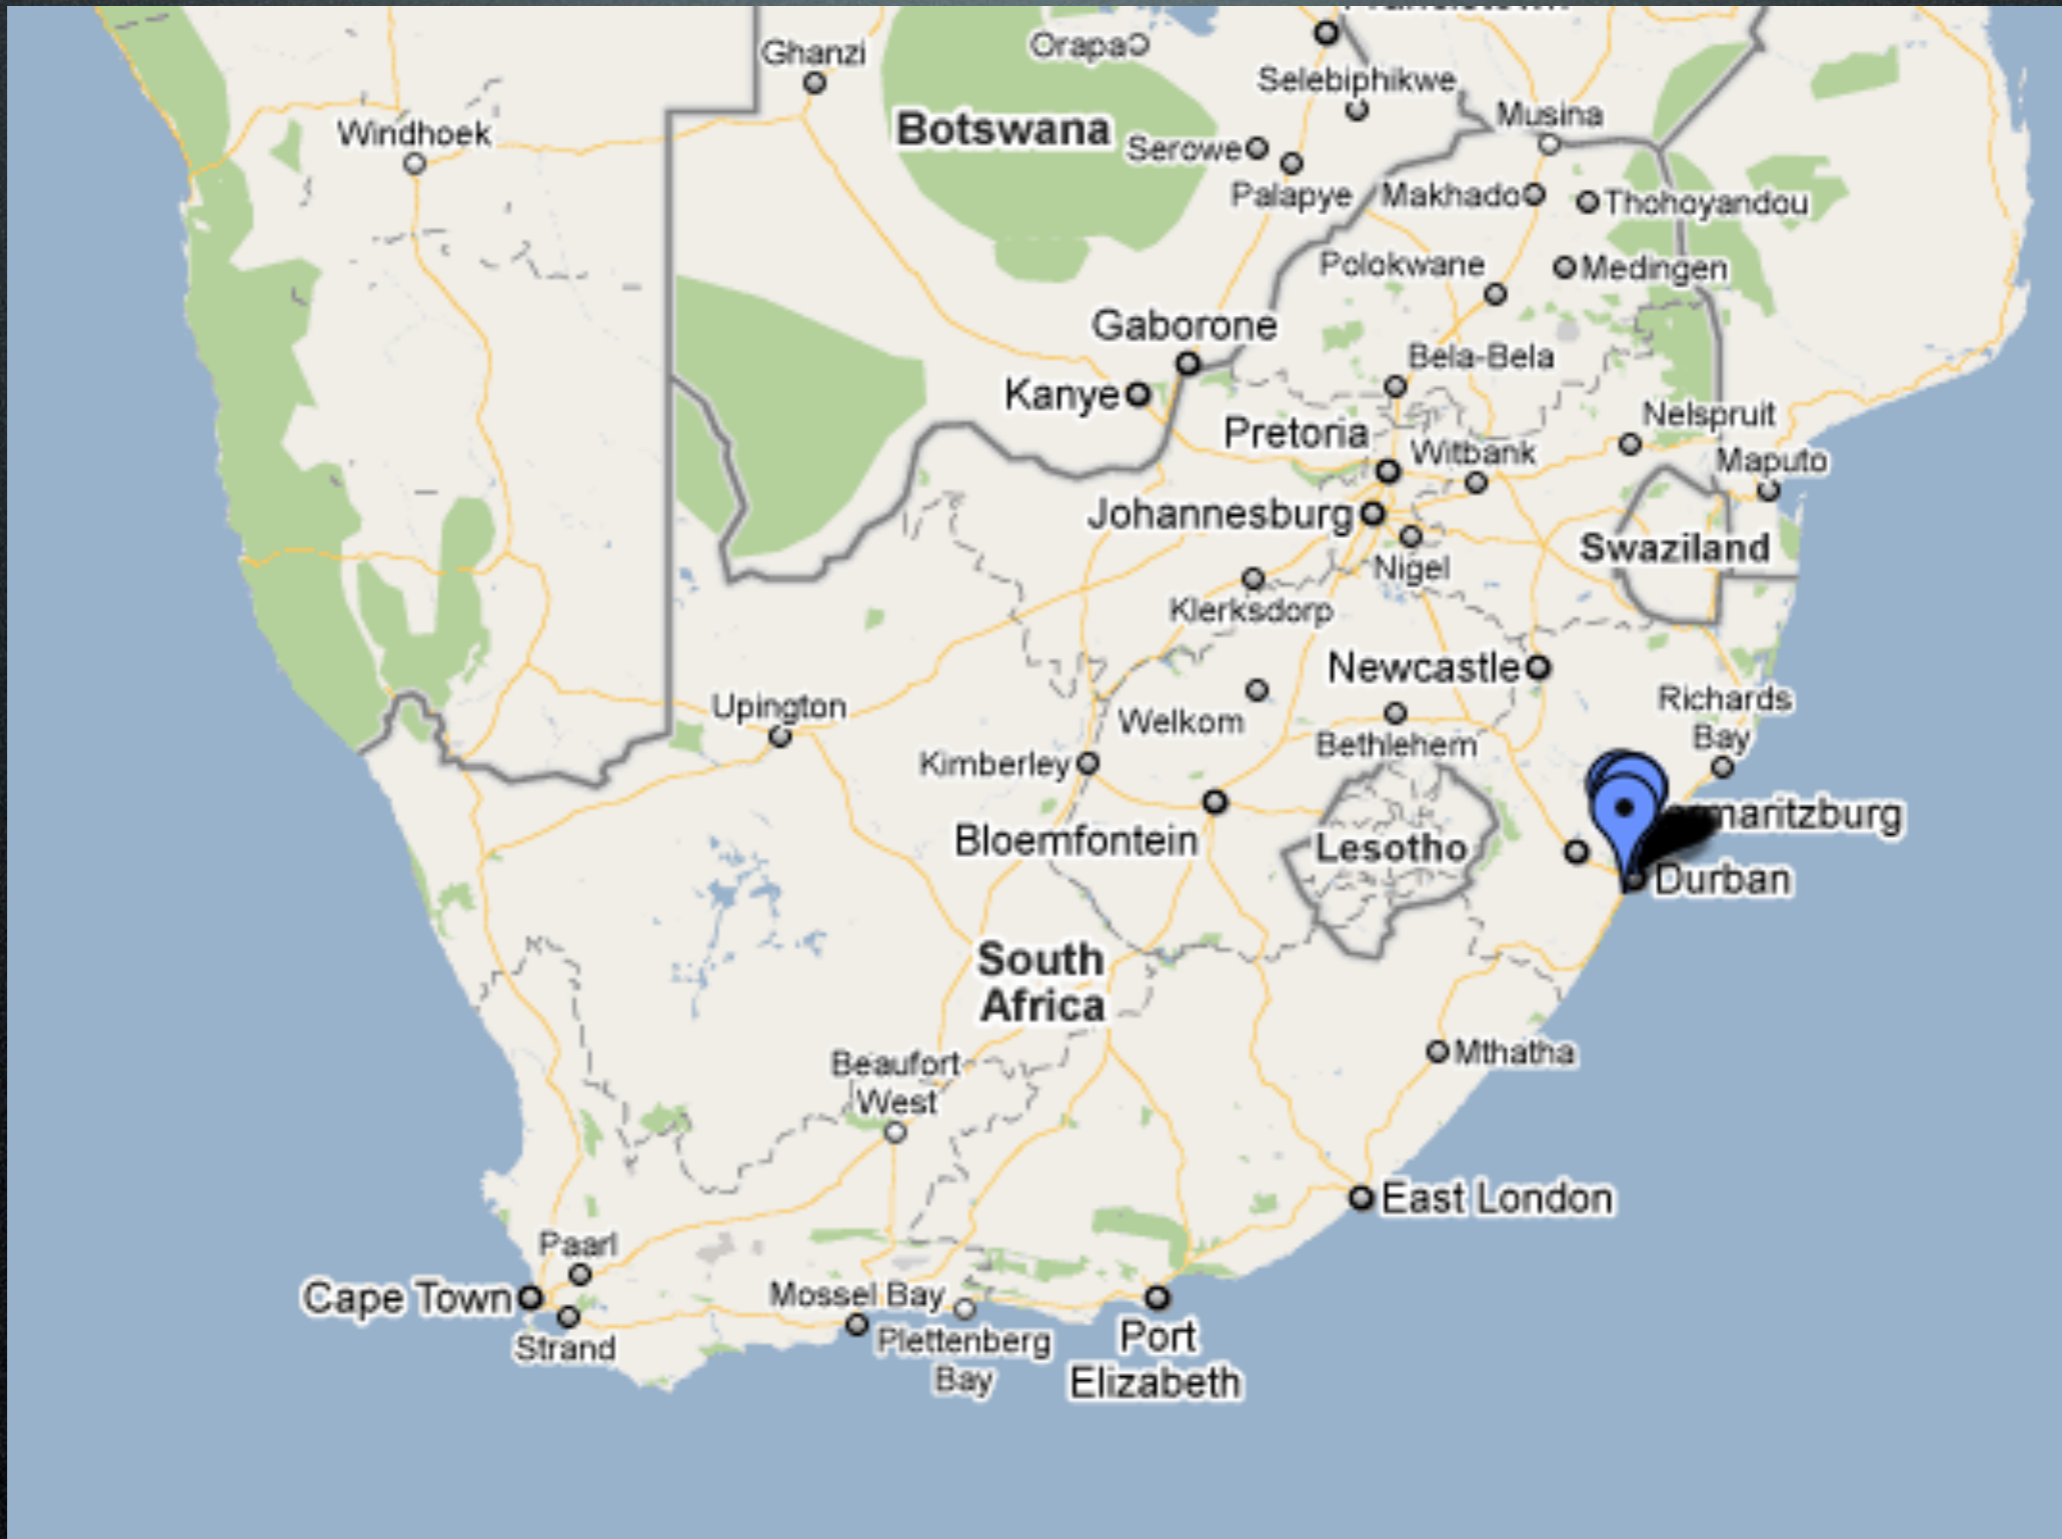 Ghanzi
Orapa
Selebiphikwe
Windhoek
Botswana
Musina
Serowe
Palapye
Makhado
Thohoyandou
Polokwane
Medingen
Gaborone
Bela-Bela
Kanye
Nelspruit
Pretoria
Witbank
Maputo
Johannesburg
Swaziland
Nigel
Klerksdorp
Newcastle
Richards
Bay
Upington
Welkom
Bethlehem
Kimberley
maritzburg
Bloemfontein
Lesotho
Durban
South
Africa
Mthatha
Beaufort
West
East London
Paarl
Cape Town
Mossel Bay
Strand
Plettenberg
Bay
Port
Elizabeth